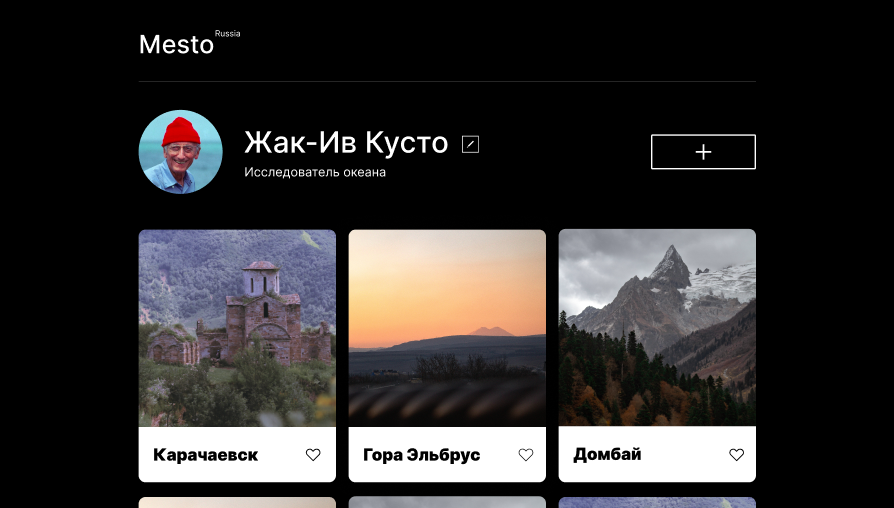 Mesto Russia
Жак-Ив Кусто
Исследователь океана
Карачаевск
Гора Эльбрус
Домбай